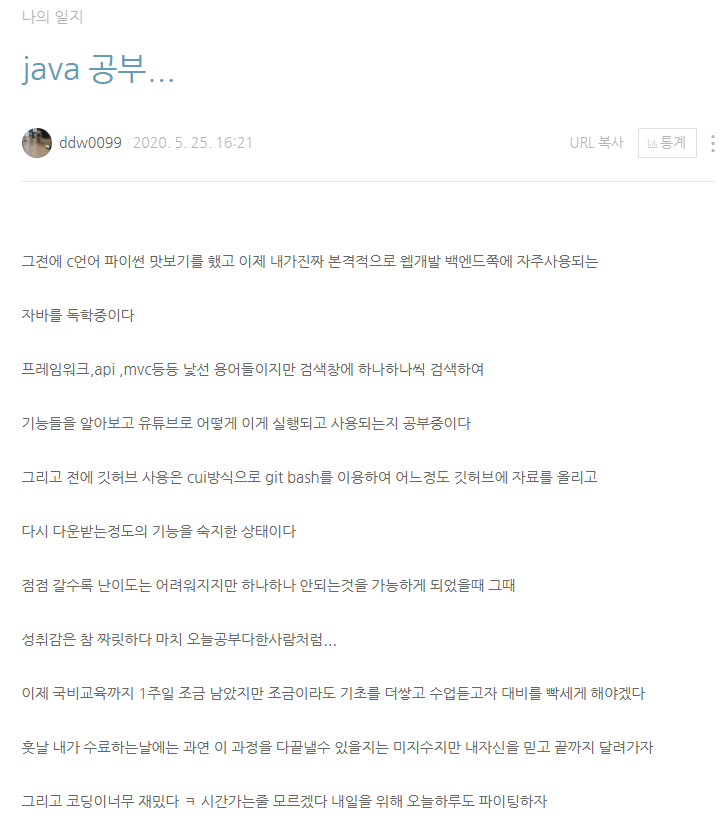 나의 일지
java 공부...
ddw0099 · 2020. 5. 25. 16:21
URL 복사 통계
그전에 c언어 파이썬 맛보기를 했고 이제 내가진짜 본격적으로 웹개발 백엔드쪽에 자주사용되는
자바를 독학중이다
프레임워크,api ,mvc등등 낯선 용어들이지만 검색창에 하나하나씩 검색하여
기능들을 알아보고 유튜브로 어떻게 이게 실행되고 사용되는지 공부중이다
그리고 전에 깃허브 사용은 cui방식으로 git bash를 이용하여 어느정도 깃허브에 자료를 올리고
다시 다운받는정도의 기능을 숙지한 상태이다
점점 갈수록 난이도는 어려워지지만 하나하나 안되는것을 가능하게 되었을때 그때
성취감은 참 짜릿하다 마치 오늘공부다한사람처럼...
이제 국비교육까지 1주일 조금 남았지만 조금이라도 기초를 더쌓고 수업듣고자 대비를 빡세게 해야겠다
훗날 내가 수료하는날에는 과연 이 과정을 다끝낼수 있을지는 미지수지만 내자신을 믿고 끝까지 달려가자
그리고 코딩이너무 재밌다 ㅋ 시간가는줄 모르겠다 내일을 위해 오늘하루도 파이팅하자